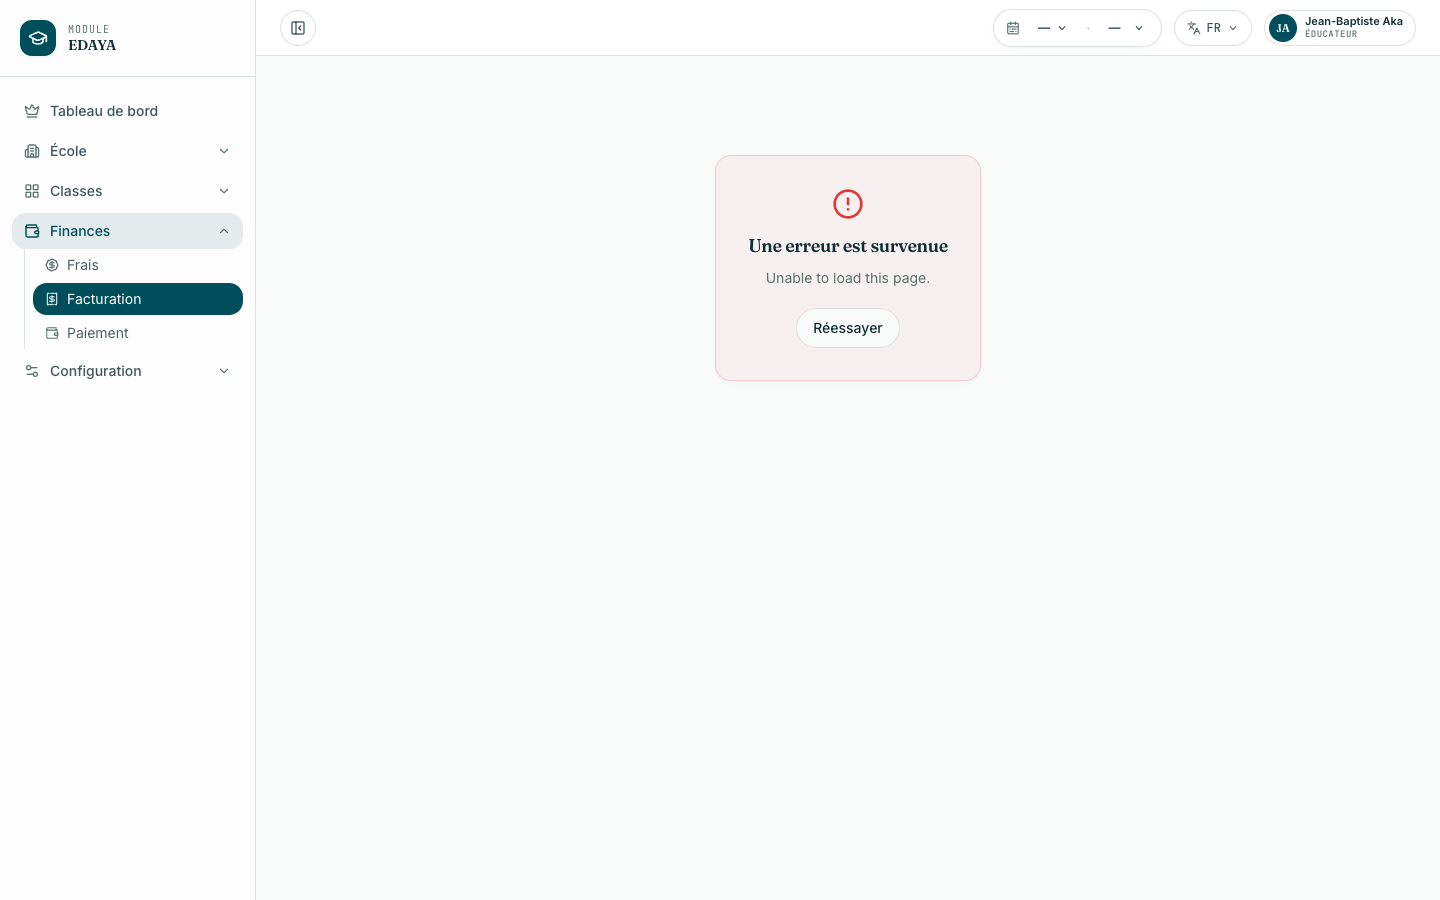 MODULE
EDAYA
Tableau de bord
École
Classes
Finances
Frais
Facturation
Paiement
Configuration
— · —
FR
JA
Jean-Baptiste Aka
ÉDUCATEUR
Une erreur est survenue
Unable to load this page.
Réessayer